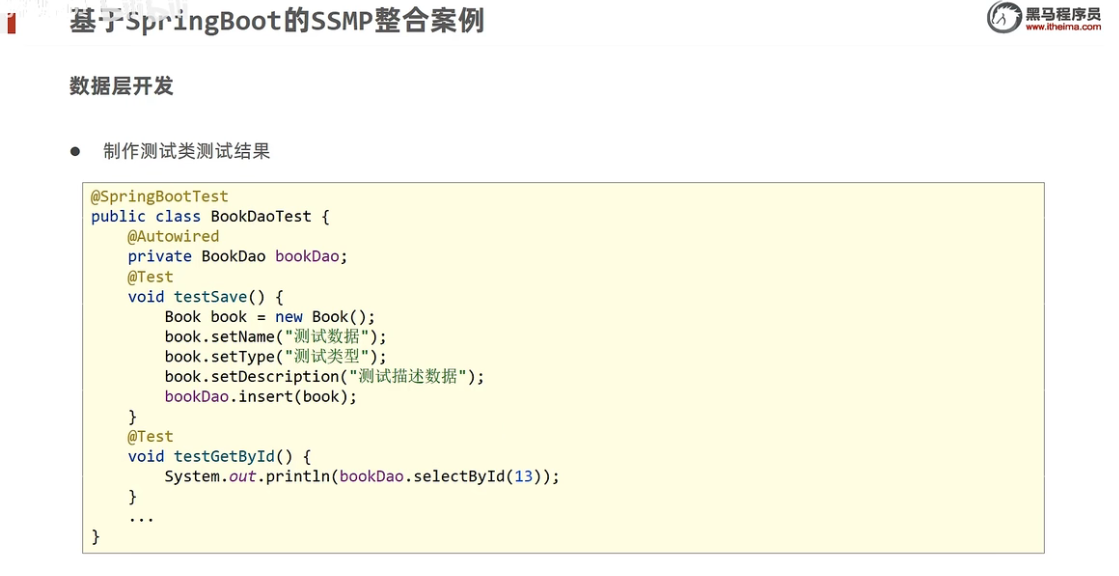 基于SpringBoot的SSMP整合案例
黑马程序员
www.itheima.com
数据层开发
● 制作测试类测试结果
@SpringBootTest
public class BookDaoTest {
    @Autowired
    private BookDao bookDao;
    @Test
    void testSave() {
        Book book = new Book();
        book.setName("测试数据");
        book.setType("测试类型");
        book.setDescription("测试描述数据");
        bookDao.insert(book);
    }
    @Test
    void testGetById() {
        System.out.println(bookDao.selectById(13));
    }
    ...
}